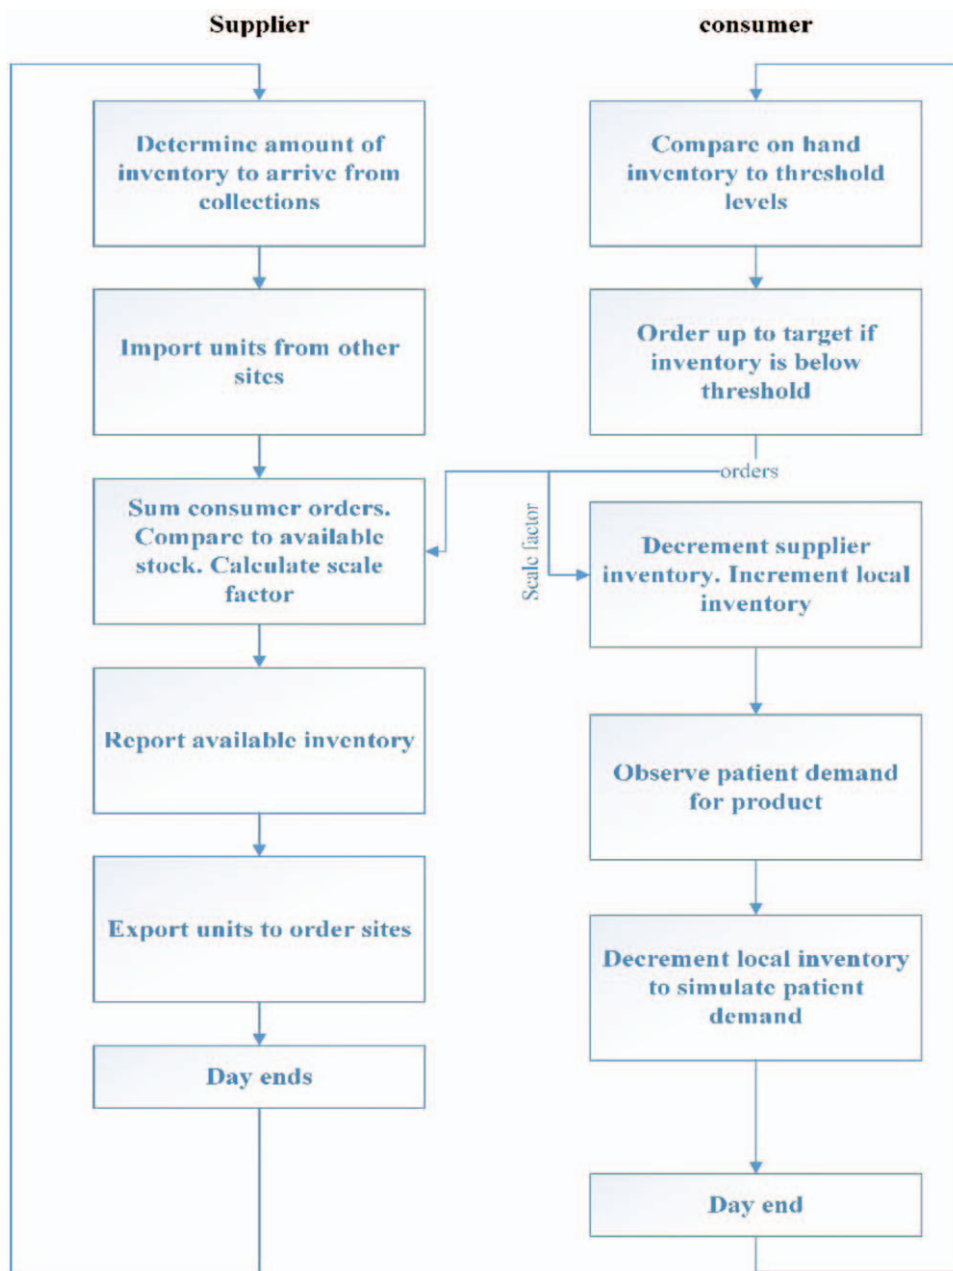 Supplier
consumer
Determine amount of
inventory to arrive from
collections
Import units from other
sites
Sum consumer orders.
Compare to available
stock. Calculate scale
factor
Report available inventory
Export units to order sites
Day ends
Compare on hand
inventory to threshold
levels
Order up to target if
inventory is below
threshold
orders
Scale factor
Decrement supplier
inventory. Increment local
inventory
Observe patient demand
for product
Decrement local inventory
to simulate patient
demand
Day end